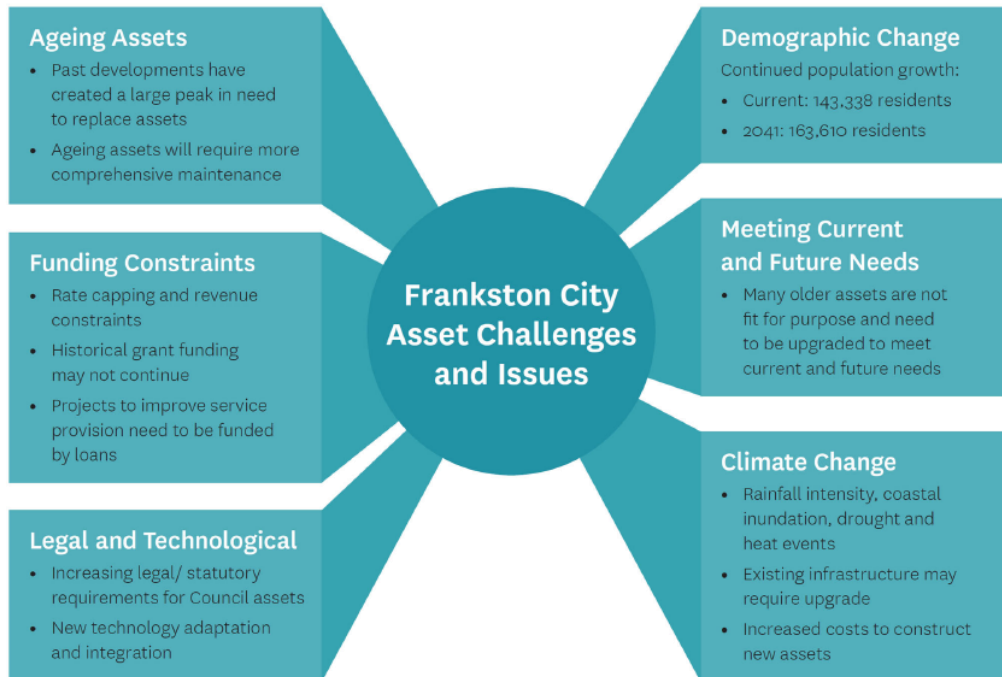 Ageing Assets
• Past developments have
created a large peak in need
to replace assets
• Ageing assets will require more
comprehensive maintenance
Funding Constraints
• Rate capping and revenue
constraints
• Historical grant funding
may not continue
• Projects to improve service
provision need to be funded
by loans
Legal and Technological
• Increasing legal/ statutory
requirements for Council assets
• New technology adaptation
and integration
Frankston City
Asset Challenges
and Issues
Demographic Change
Continued population growth:
• Current: 143,338 residents
• 2041: 163,610 residents
Meeting Current
and Future Needs
• Many older assets are not
fit for purpose and need
to be upgraded to meet
current and future needs
Climate Change
• Rainfall intensity, coastal
inundation, drought and
heat events
• Existing infrastructure may
require upgrade
• Increased costs to construct
new assets